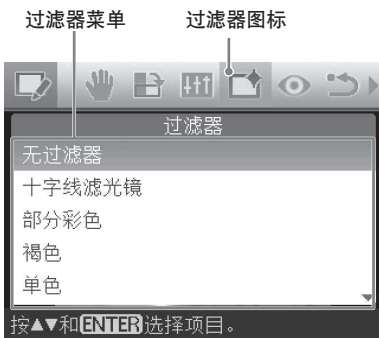 过滤器菜单 过滤器图标
过滤器
无过滤器
十字线滤光镜
部分彩色
褐色
单色
按▲▼和ENTER选择项目。